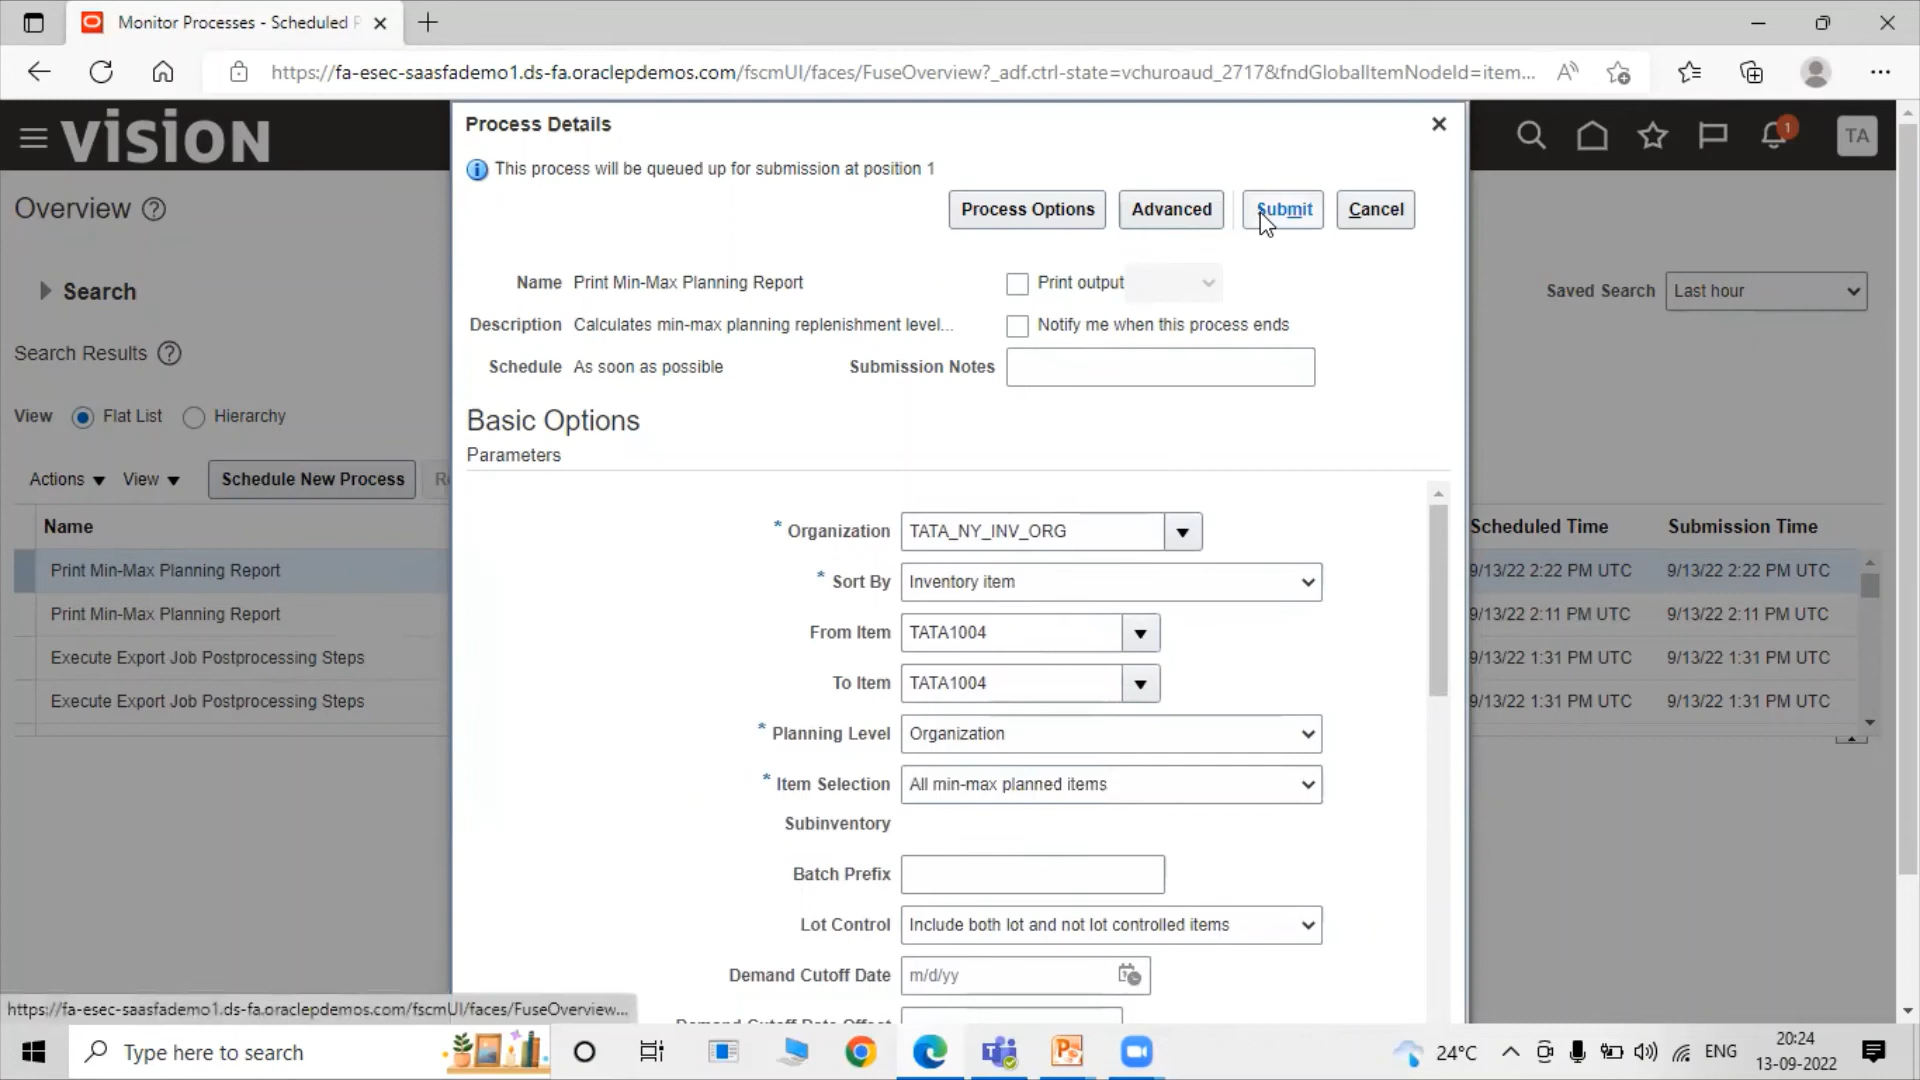 Monitor Processes - Scheduled P
https://fa-esec-saasfademo1.ds-fa.oraclepdemos.com/fscmUI/faces/FuseOverview?_adf.ctrl-state=vchuroaud_2717&fndGlobalItemNodeId=item...
vision
Process Details
1
TA
This process will be queued up for submission at position 1
Overview
Process Options
Advanced
Submit
Cancel
Search
Name Print Min-Max Planning Report
Print output
Saved Search Last hour
Description Calculates min-max planning replenishment level...
Notify me when this process ends
Search Results
Schedule As soon as possible
Submission Notes
View Flat List Hierarchy
Basic Options
Parameters
Actions View Schedule New Process
Name
Scheduled Time Submission Time
Organization TATA_NY_INV_ORG
Print Min-Max Planning Report
9/13/22 2:22 PM UTC 9/13/22 2:22 PM UTC
Sort By Inventory item
Print Min-Max Planning Report
9/13/22 2:11 PM UTC 9/13/22 2:11 PM UTC
From Item TATA1004
Execute Export Job Postprocessing Steps
9/13/22 1:31 PM UTC 9/13/22 1:31 PM UTC
To Item TATA1004
Execute Export Job Postprocessing Steps
9/13/22 1:31 PM UTC 9/13/22 1:31 PM UTC
Planning Level Organization
Item Selection All min-max planned items
Subinventory
Batch Prefix
Lot Control Include both lot and not lot controlled items
Demand Cutoff Date m/d/yy
https://fa-esec-saasfademo1.ds-fa.oraclepdemos.com/fscmUI/faces/FuseOverview...
Type here to search
24°C
ENG
20:24
13-09-2022